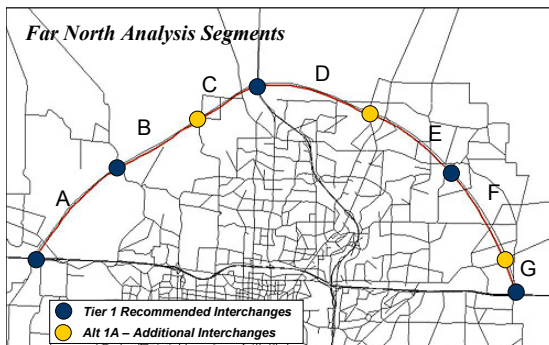 Far North Analysis Segments
D
C
B
E
A
F
G
Tier 1 Recommended Interchanges
Alt 1A – Additional Interchanges